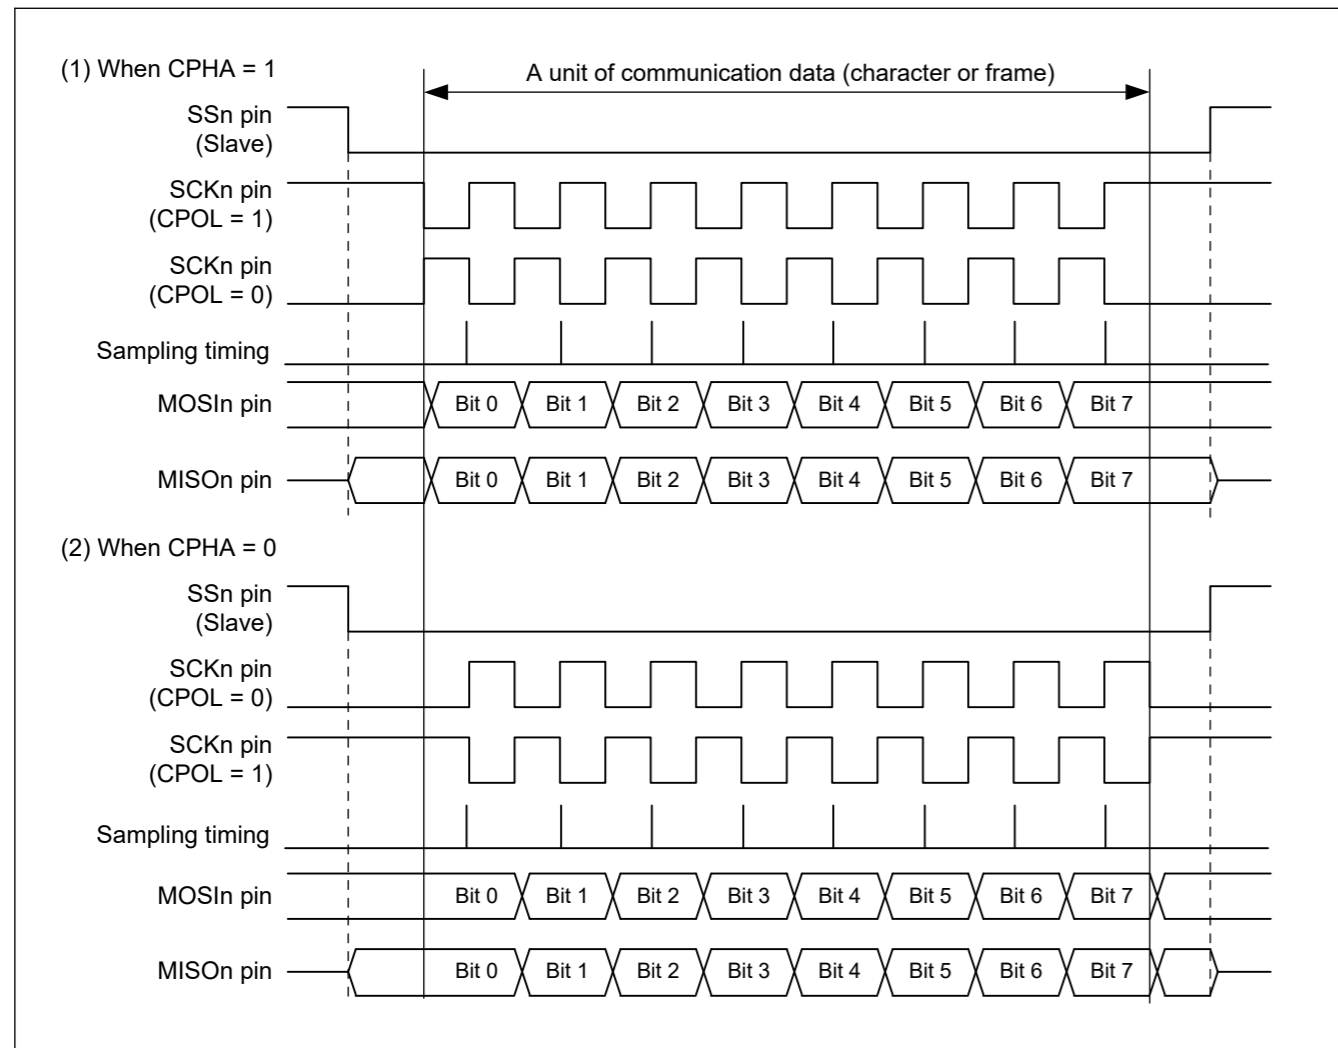 (1) When CPHA = 1
A unit of communication data (character or frame)
SSn pin
(Slave)
SCKn pin
(CPOL = 1)
SCKn pin
(CPOL = 0)
Sampling timing
MOSIn pin Bit 0 Bit 1 Bit 2 Bit 3 Bit 4 Bit 5 Bit 6 Bit 7
MISOn pin Bit 0 Bit 1 Bit 2 Bit 3 Bit 4 Bit 5 Bit 6 Bit 7
(2) When CPHA = 0
SSn pin
(Slave)
SCKn pin
(CPOL = 0)
SCKn pin
(CPOL = 1)
Sampling timing
MOSIn pin Bit 0 Bit 1 Bit 2 Bit 3 Bit 4 Bit 5 Bit 6 Bit 7
MISOn pin Bit 0 Bit 1 Bit 2 Bit 3 Bit 4 Bit 5 Bit 6 Bit 7